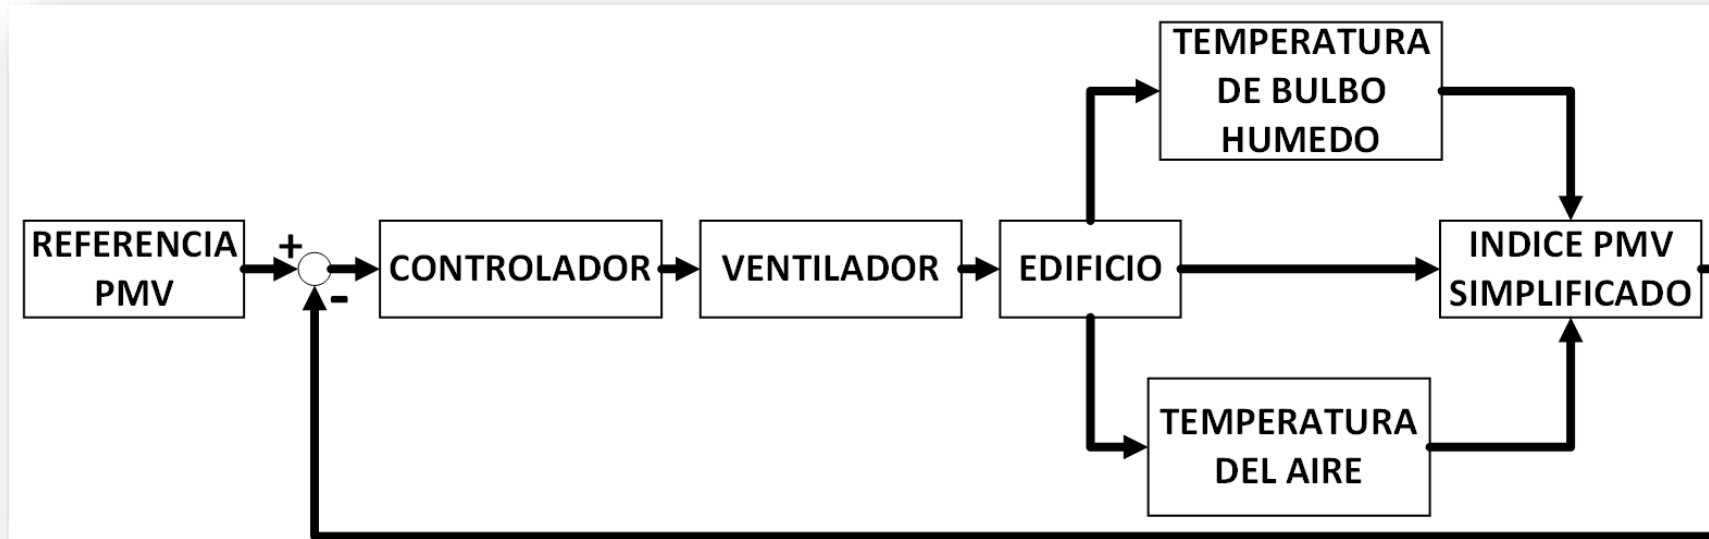 TEMPERATURA
DE BULBO
HUMEDO
REFERENCIA
PMV
+
-
CONTROLADOR
VENTILADOR
EDIFICIO
INDICE PMV
SIMPLIFICADO
TEMPERATURA
DEL AIRE